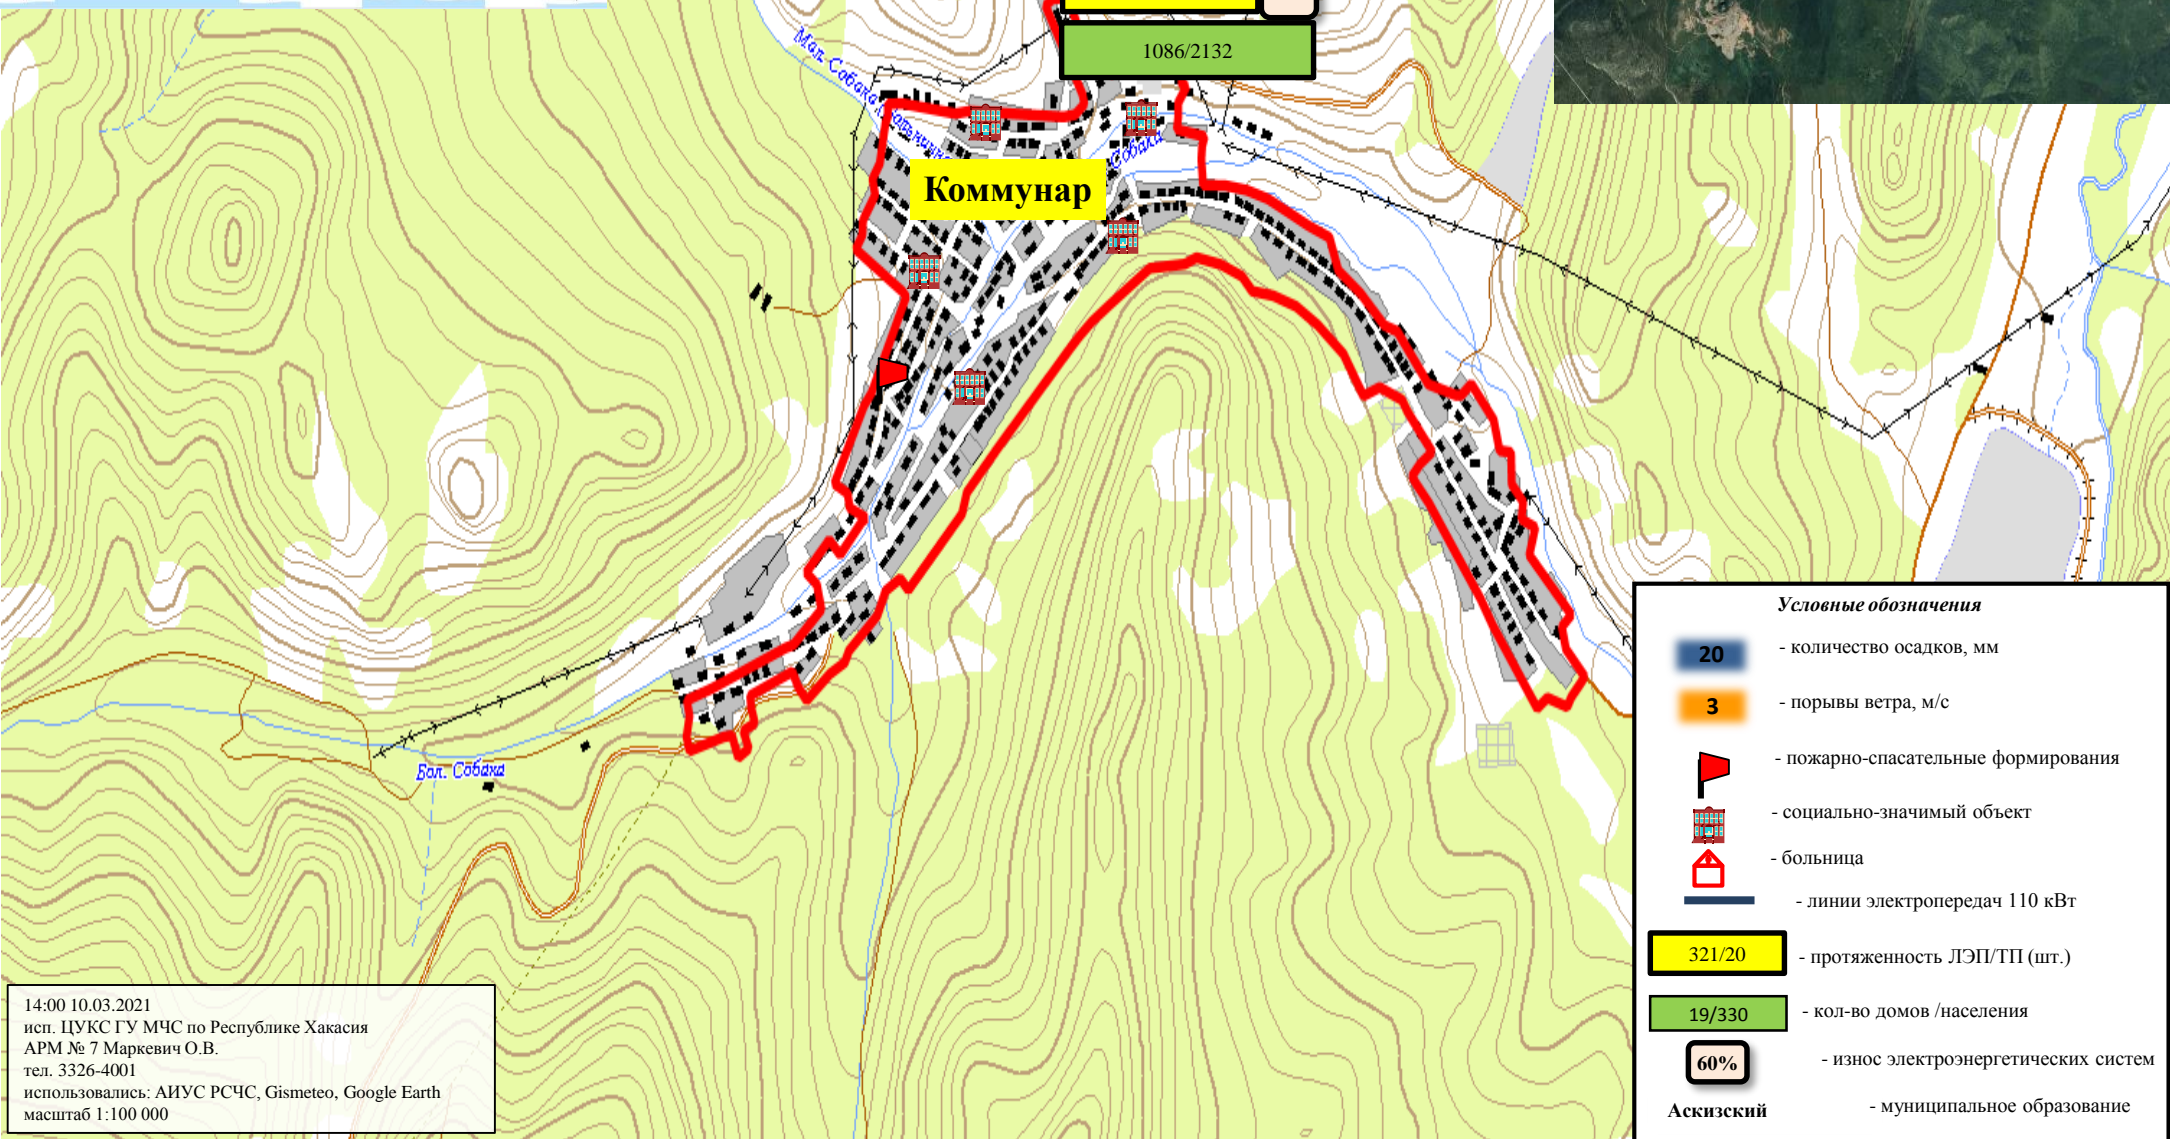 1086/2132
Мал. Собака
Собака
Коммунар
Бол. Собака
Условные обозначения
20 - количество осадков, мм
3 - порывы ветра, м/с
- пожарно-спасательные формирования
- социально-значимый объект
- больница
- линии электропередач 110 кВт
321/20 - протяженность ЛЭП/ТП (шт.)
19/330 - кол-во домов /населения
60% - износ электроэнергетических систем
Аскизский - муниципальное образование
14:00 10.03.2021
исп. ЦУКС ГУ МЧС по Республике Хакасия
АРМ № 7 Маркевич О.В.
тел. 3326-4001
использовались: АИУС РСЧС, Gismeteo, Google Earth
масштаб 1:100 000